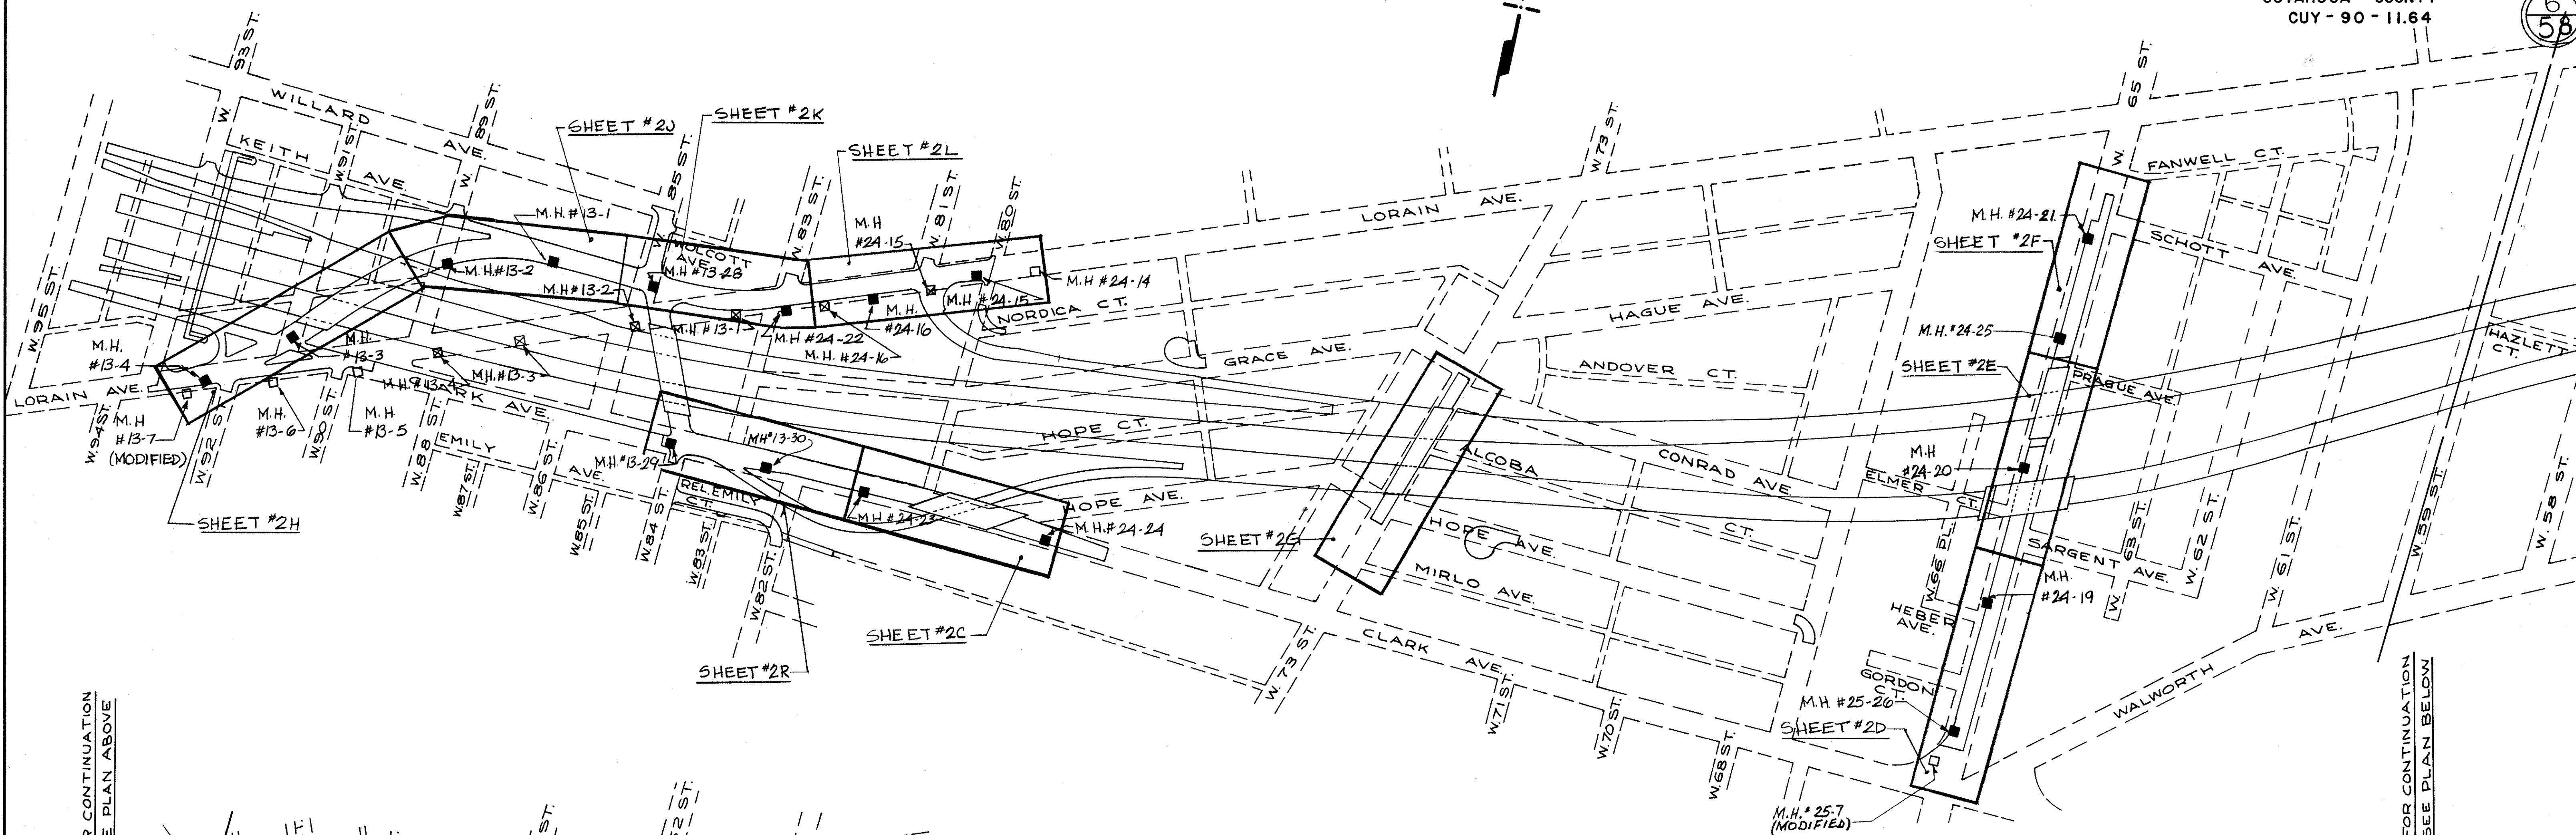 CUY - 90 - 11.64
6
58
W. 93 ST.
WILLARD AVE.
KEITH AVE.
W. 91 ST.
W. 89 ST.
SHEET #2J
SHEET #2K
W. 85 ST.
SHEET #2L
W. 83 ST.
W. 81 ST.
W. 80 ST.
M.H. #13-1
M.H. #13-2
WOLCOTT
AVE.
M.H #13-28
M.H #13-2
M.H
#24-15
M.H. #24-15
M.H. #24-14
M.H. #13-1
M.H #24-22
M.H. #24-16
M.H.
#24-16
NORDICA CT.
LORAIN AVE.
W. 73 ST.
W. 65 ST.
FANWELL CT.
M.H. #24-21
SHEET #2F
SCHOTT AVE.
M.H. #24-25
SHEET #2E
PRAGUE AVE.
HAZLETT
CT.
HAGUE AVE.
GRACE AVE.
ANDOVER CT.
W. 95 ST.
M.H.
#13-4
M.H.
#13-3
M.H. #13-4
M.H. #13-3
LORAIN AVE.
W. 94 ST.
M.H
#13-7
(MODIFIED)
W. 92 ST.
M.H.
#13-6
W. 90 ST.
M.H.
#13-5
RK AVE.
W. 88 ST.
EMILY AVE.
W. 87 ST.
W. 86 ST.
W. 85 ST.
W. 84 ST.
W. 83 ST.
W. 82 ST.
M.H. #13-29
MH #13-30
REL. EMILY
CT.
M.H #24-23
M.H. #24-24
HOPE CT.
HOPE AVE.
SHEET #2H
SHEET #2R
SHEET #2C
SHEET #2G
ALCOBA CT.
CONRAD AVE.
HOPE AVE.
MIRLO AVE.
CLARK AVE.
W. 73 ST.
W. 71 ST.
W. 70 ST.
W. 68 ST.
M.H
#24-20
ELMER CT.
W. 66 PL.
HEBER
AVE.
M.H.
#24-19
SARGENT AVE.
W. 63 ST.
W. 62 ST.
W. 61 ST.
W. 59 ST.
W. 58 ST.
GORDON
CT.
M.H #25-26
SHEET #2D
M.H. #25-7
(MODIFIED)
WALWORTH AVE.
R CONTINUATION
E PLAN ABOVE
FOR CONTINUATION
SEE PLAN BELOW
ST.